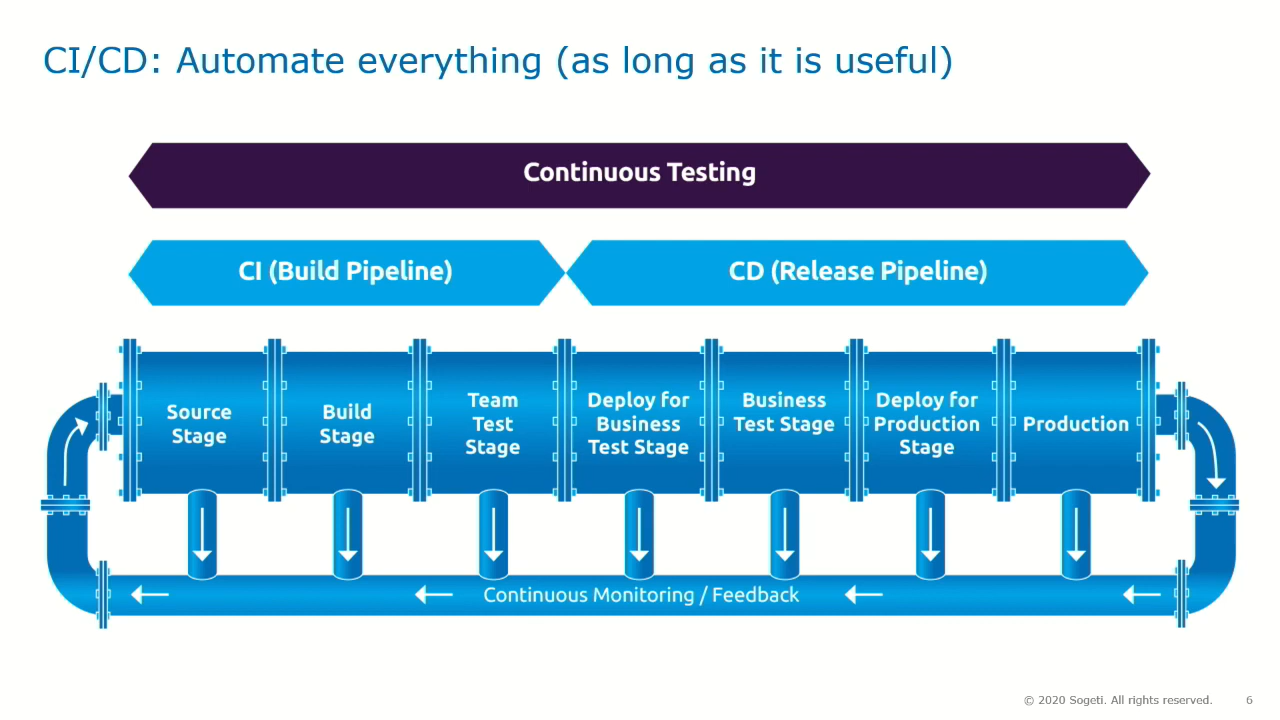 CI/CD: Automate everything (as long as it is useful)
Continuous Testing
CI (Build Pipeline)
CD (Release Pipeline)
Source
Stage
Build
Stage
Team
Test
Stage
Deploy for
Business
Test Stage
Business
Test Stage
Deploy for
Production
Stage
Production
Continuous Monitoring / Feedback
© 2020 Sogeti. All rights reserved.
6